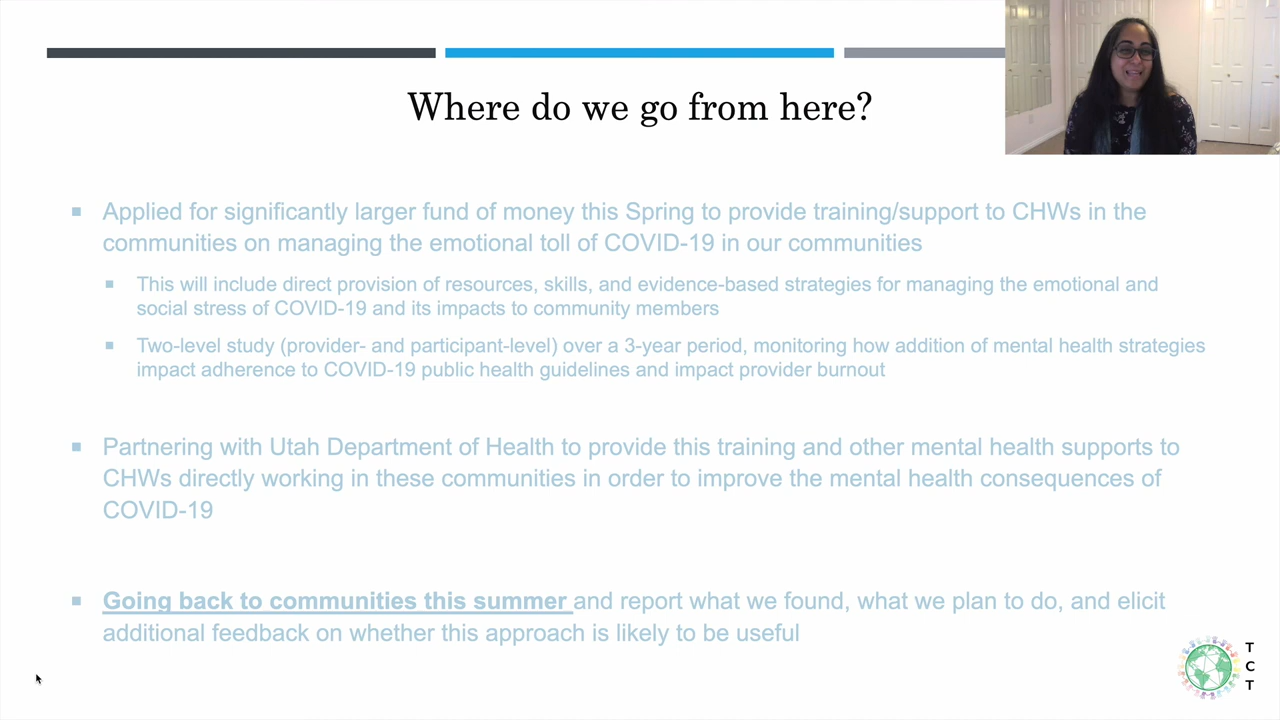 Where do we go from here?
Applied for significantly larger fund of money this Spring to provide training/support to CHWs in the
communities on managing the emotional toll of COVID-19 in our communities
This will include direct provision of resources, skills, and evidence-based strategies for managing the emotional and
social stress of COVID-19 and its impacts to community members
Two-level study (provider- and participant-level) over a 3-year period, monitoring how addition of mental health strategies
impact adherence to COVID-19 public health guidelines and impact provider burnout
Partnering with Utah Department of Health to provide this training and other mental health supports to
CHWs directly working in these communities in order to improve the mental health consequences of
COVID-19
Going back to communities this summer and report what we found, what we plan to do, and elicit
additional feedback on whether this approach is likely to be useful
T
C
T